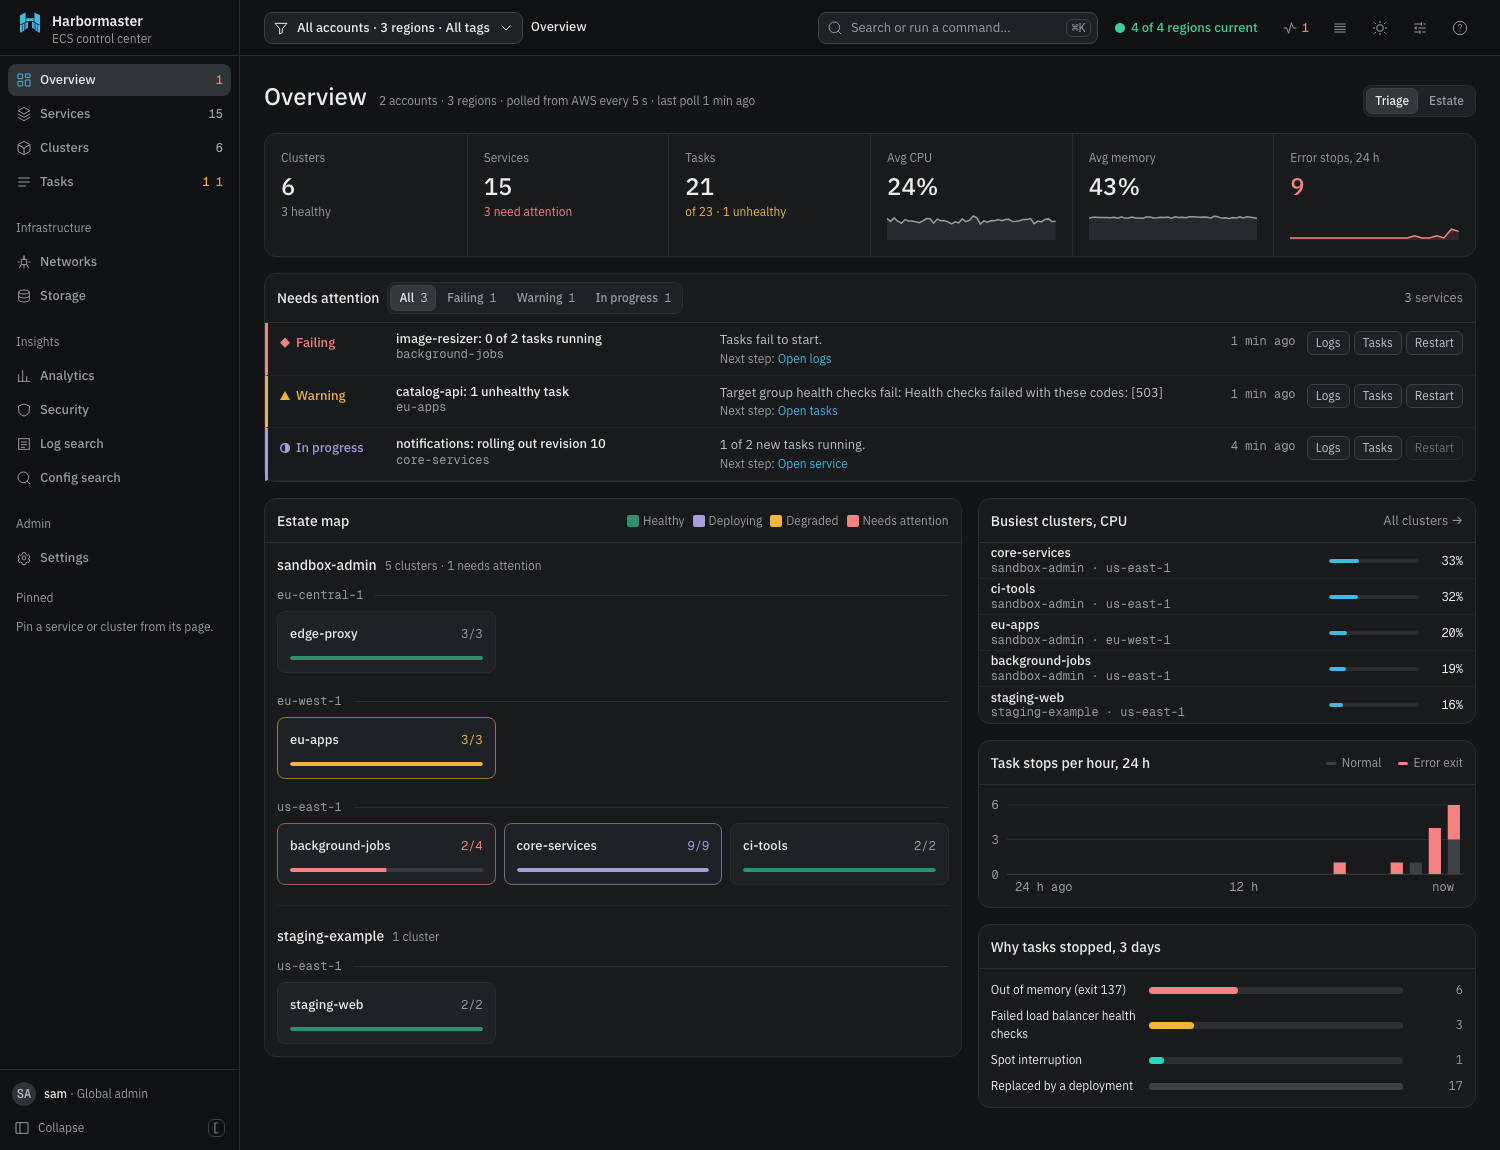 Harbormaster
ECS control center
All accounts · 3 regions · All tags
Overview
Search or run a command...
⌘K
4 of 4 regions current
1
Overview 1
Services 15
Clusters 6
Tasks 1 1
Infrastructure
Networks
Storage
Insights
Analytics
Security
Log search
Config search
Admin
Settings
Pinned
Pin a service or cluster from its page.
SA sam · Global admin
Collapse [
Overview 2 accounts · 3 regions · polled from AWS every 5 s · last poll 1 min ago
Triage Estate
Clusters
6
3 healthy
Services
15
3 need attention
Tasks
21
of 23 · 1 unhealthy
Avg CPU
24%
Avg memory
43%
Error stops, 24 h
9
Needs attention All 3 Failing 1 Warning 1 In progress 1 3 services
Failing
image-resizer: 0 of 2 tasks running
background-jobs
Tasks fail to start.
Next step: Open logs
1 min ago Logs Tasks Restart
Warning
catalog-api: 1 unhealthy task
eu-apps
Target group health checks fail: Health checks failed with these codes: [503]
Next step: Open tasks
1 min ago Logs Tasks Restart
In progress
notifications: rolling out revision 10
core-services
1 of 2 new tasks running.
Next step: Open service
4 min ago Logs Tasks Restart
Estate map Healthy Deploying Degraded Needs attention
sandbox-admin 5 clusters · 1 needs attention
eu-central-1
edge-proxy 3/3
eu-west-1
eu-apps 3/3
us-east-1
background-jobs 2/4
core-services 9/9
ci-tools 2/2
staging-example 1 cluster
us-east-1
staging-web 2/2
Busiest clusters, CPU All clusters →
core-services
sandbox-admin · us-east-1
33%
ci-tools
sandbox-admin · us-east-1
32%
eu-apps
sandbox-admin · eu-west-1
20%
background-jobs
sandbox-admin · us-east-1
19%
staging-web
staging-example · us-east-1
16%
Task stops per hour, 24 h Normal Error exit
6
3
0
24 h ago 12 h now
Why tasks stopped, 3 days
Out of memory (exit 137) 6
Failed load balancer health
checks
3
Spot interruption 1
Replaced by a deployment 17